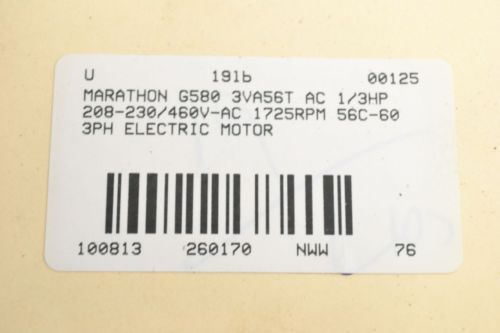 U 19lb 00125
MARATHON G580 3VA56T AC 1/3HP
208-230/460V-AC 1725RPM 56C-60
3PH ELECTRIC MOTOR
100813 260170 NWW 76